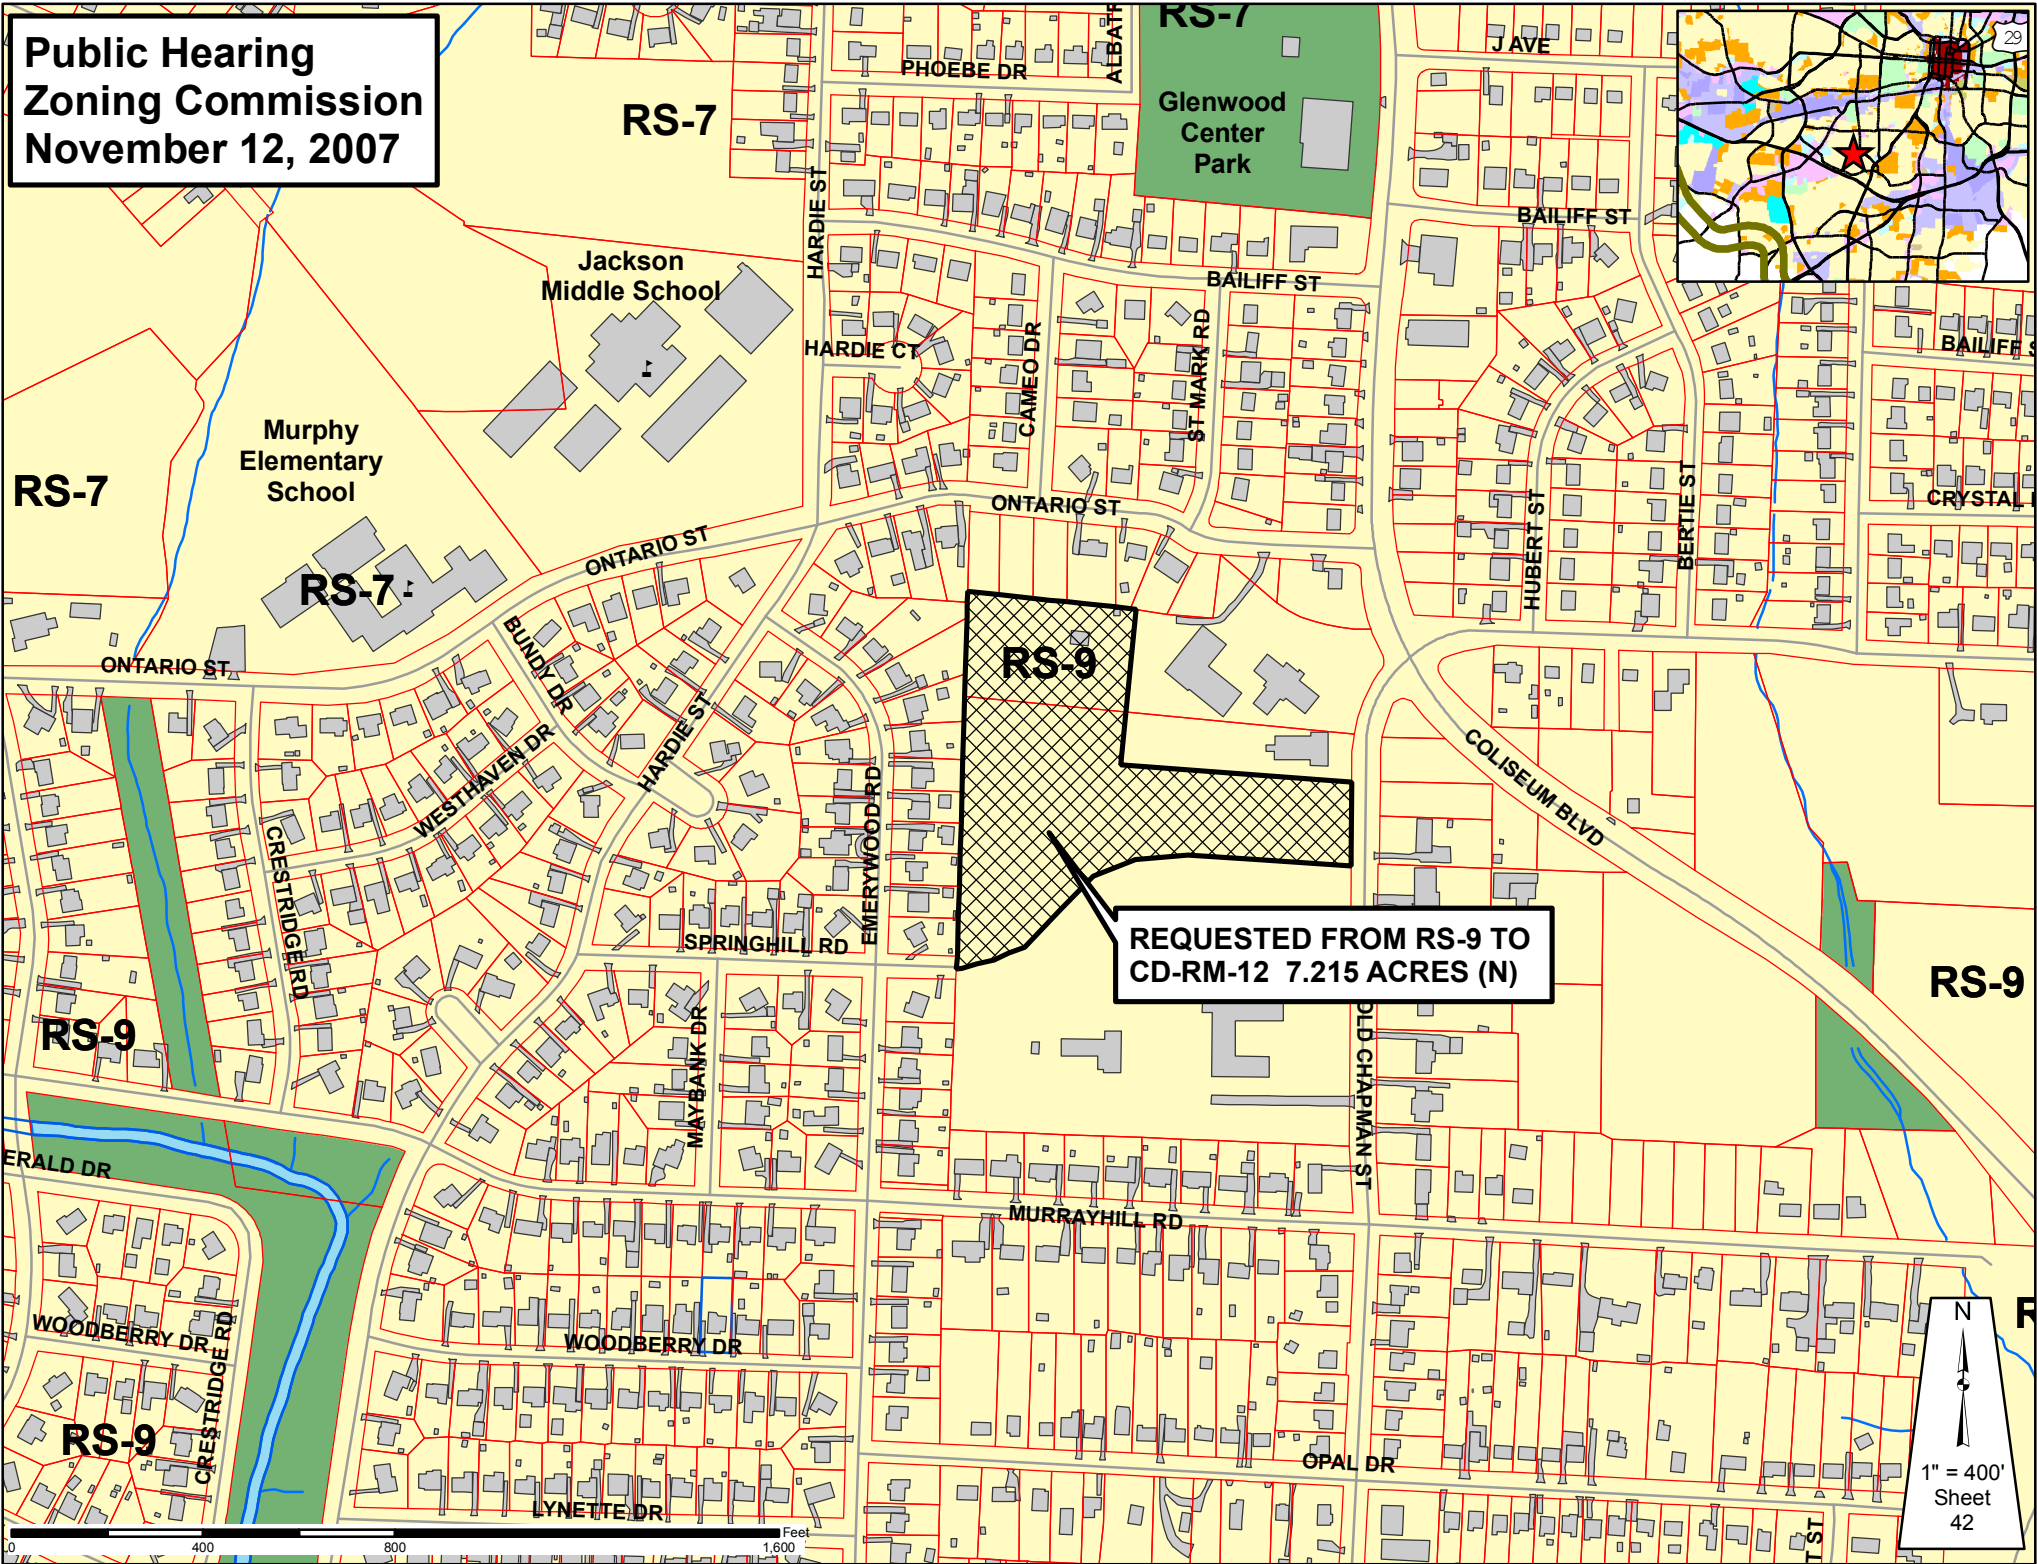 Public Hearing
Zoning Commission
November 12, 2007
RS-7
29
J AVE
PHOEBE DR
RS-7
Glenwood
Center
Park
HARDIE ST
BAILIFF ST
Jackson
Middle School
BAILIFF ST
HARDIE CT
CAMEO DR
ST MARK RD
BAILIFF S
Murphy
Elementary
School
RS-7
ONTARIO ST
ONTARIO ST
HUBERT ST
BERTIE ST
CRYSTAL
RS-7
ONTARIO ST
BUNDY DR
HARDIE ST
RS-9
WESTHAVEN DR
EMERYWOOD RD
COLISEUM BLVD
CRESTRIDGE RD
SPRINGHILL RD
REQUESTED FROM RS-9 TO
CD-RM-12 7.215 ACRES (N)
RS-9
RS-9
MAYBANK DR
OLD CHAPMAN ST
ERALD DR
MURRAYHILL RD
WOODBERRY DR
CRESTRIDGE RD
WOODBERRY DR
RS-9
OPAL DR
LYNETTE DR
T ST
N
1" = 400'
Sheet
42
Feet
0 400 800 1,600